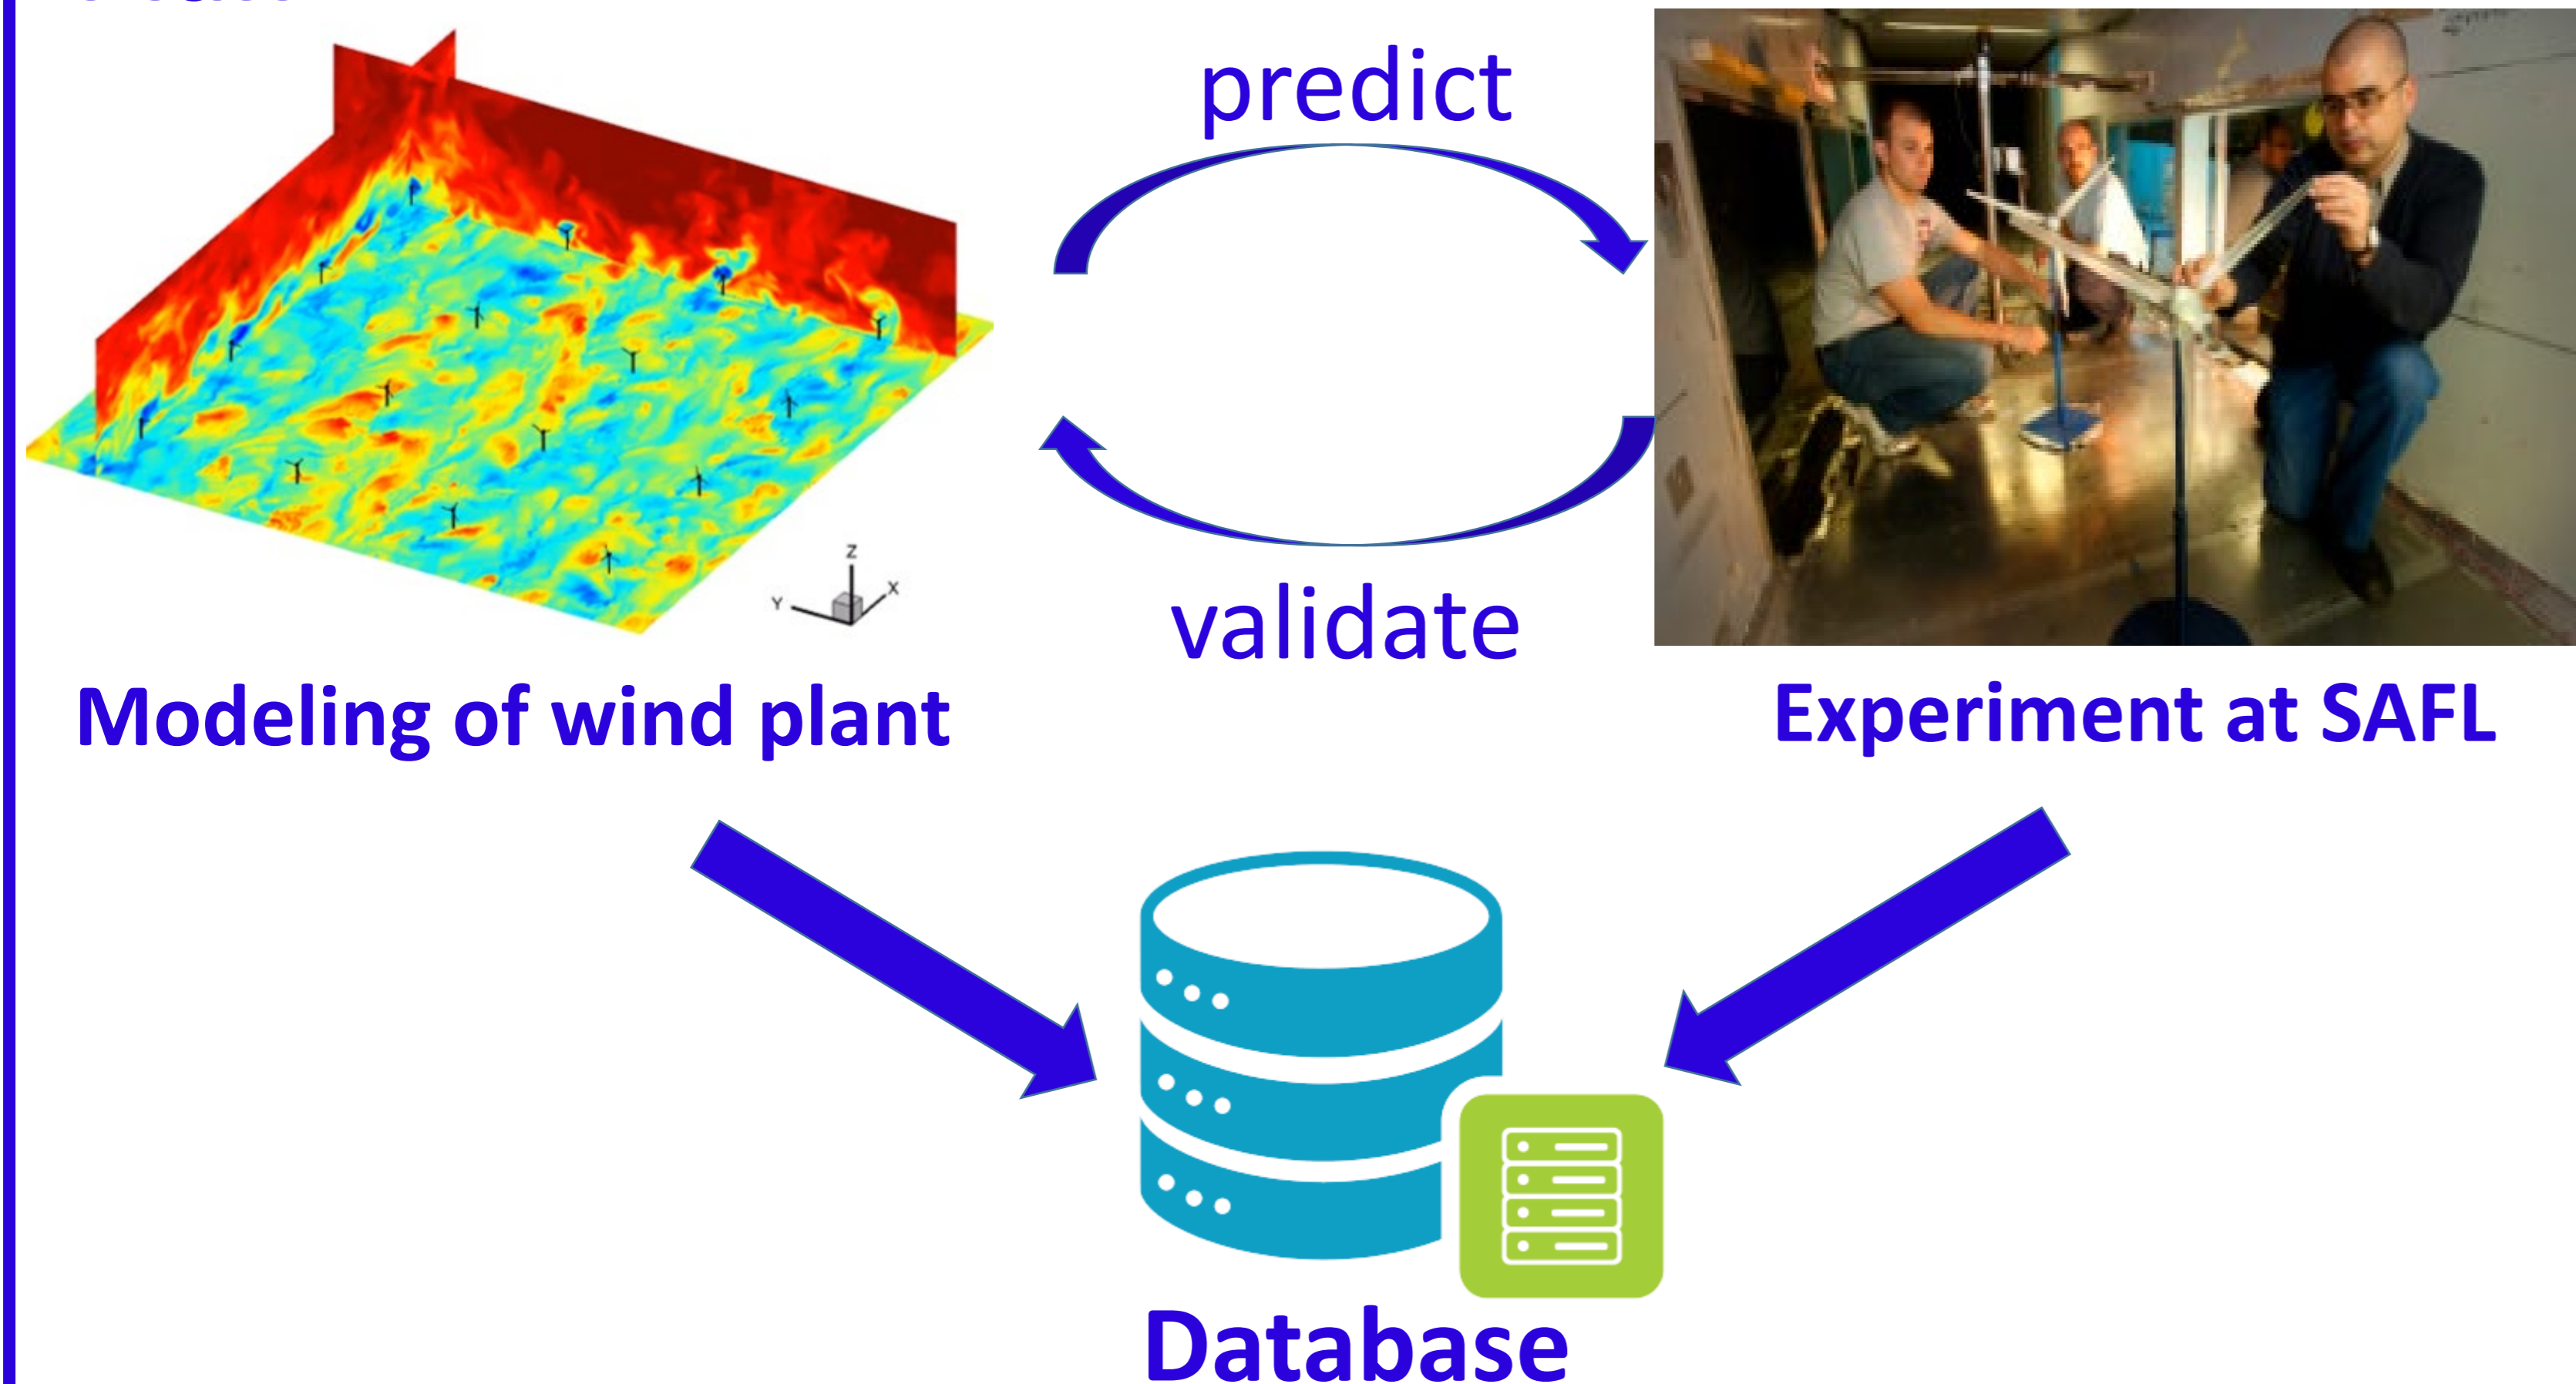 predict
Z
Y
X
validate
Modeling of wind plant
Experiment at SAFL
Database